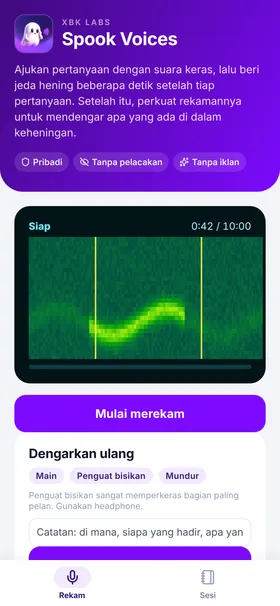 XBK LABS
Spook Voices
Ajukan pertanyaan dengan suara keras, lalu beri
jeda hening beberapa detik setelah tiap
pertanyaan. Setelah itu, perkuat rekamannya
untuk mendengar apa yang ada di dalam
keheningan.
Pribadi
Tanpa pelacakan
Tanpa iklan
Siap
0:42 / 10:00
Mulai merekam
Dengarkan ulang
Main
Penguat bisikan
Mundur
Penguat bisikan sangat memperkeras bagian paling
pelan. Gunakan headphone.
Catatan: di mana, siapa yang hadir, apa yan
Rekam
Sesi